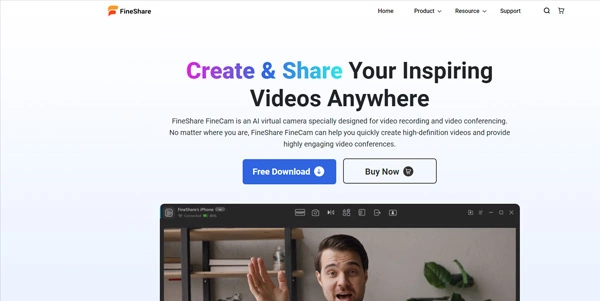 FineShare
Home Product Resource Support
Create & Share Your Inspiring
Videos Anywhere
FineShare FineCam is an AI virtual camera specially designed for video recording and video conferencing.
No matter where you are, FineShare FineCam can help you quickly create high-definition videos and provide
highly engaging video conferences.
Free Download
Buy Now
FineShare's iPhone
Connected